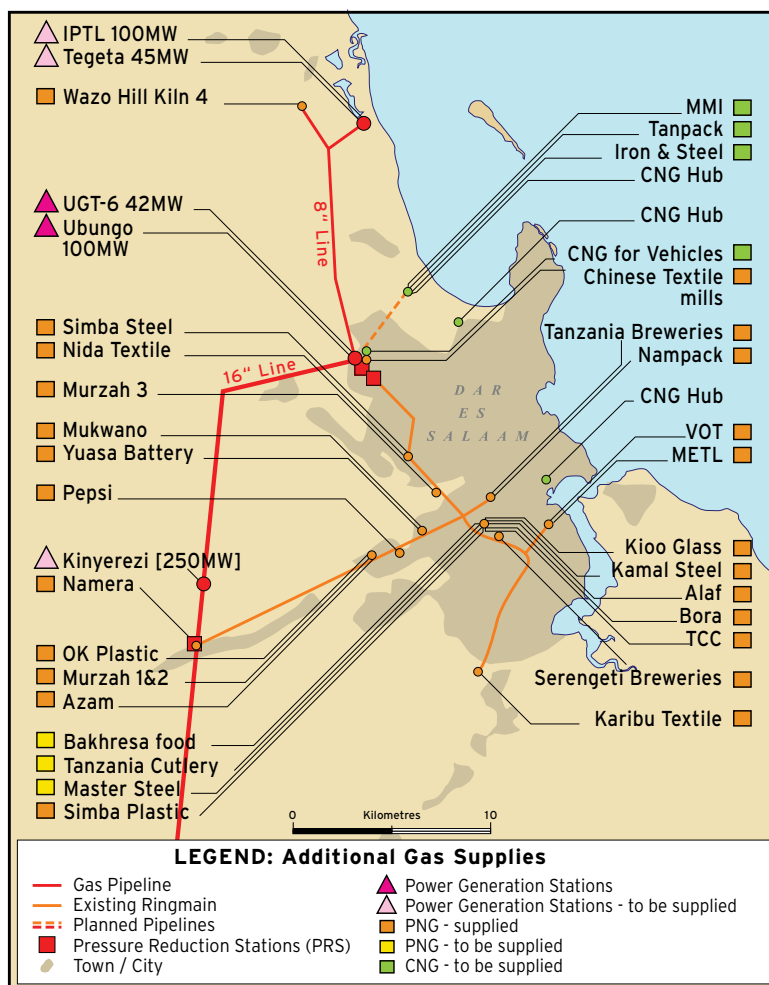 IPTL 100MW
Tegeta 45MW
Wazo Hill Kiln 4
MMI
Tanpack
Iron & Steel
CNG Hub
UGT-6 42MW
Ubungo
100MW
8" Line
CNG Hub
CNG for Vehicles
Chinese Textile
mills
Simba Steel
Nida Textile
Murzah 3
Mukwano
Yuasa Battery
Pepsi
16" Line
Tanzania Breweries
Nampack
DAR
ES
SALAAM
CNG Hub
VOT
METL
Kinyerezi [250MW]
Namera
Kioo Glass
Kamal Steel
Alaf
Bora
TCC
OK Plastic
Murzah 1&2
Azam
Serengeti Breweries
Karibu Textile
Bakhresa food
Tanzania Cutlery
Master Steel
Simba Plastic
0 Kilometres 10
LEGEND: Additional Gas Supplies
Gas Pipeline
Existing Ringmain
Planned Pipelines
Pressure Reduction Stations (PRS)
Town / City
Power Generation Stations
Power Generation Stations - to be supplied
PNG - supplied
PNG - to be supplied
CNG - to be supplied